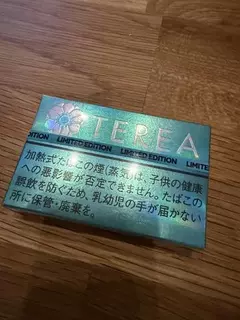 TEREA
EDITION LIMITED EDITION LIMITE
加熱式たばこの煙(蒸気)は、子供の健康
への悪影響が否定できません。たばこの
誤飲を防ぐため、乳幼児の手が届かない
所に保管・廃棄を。